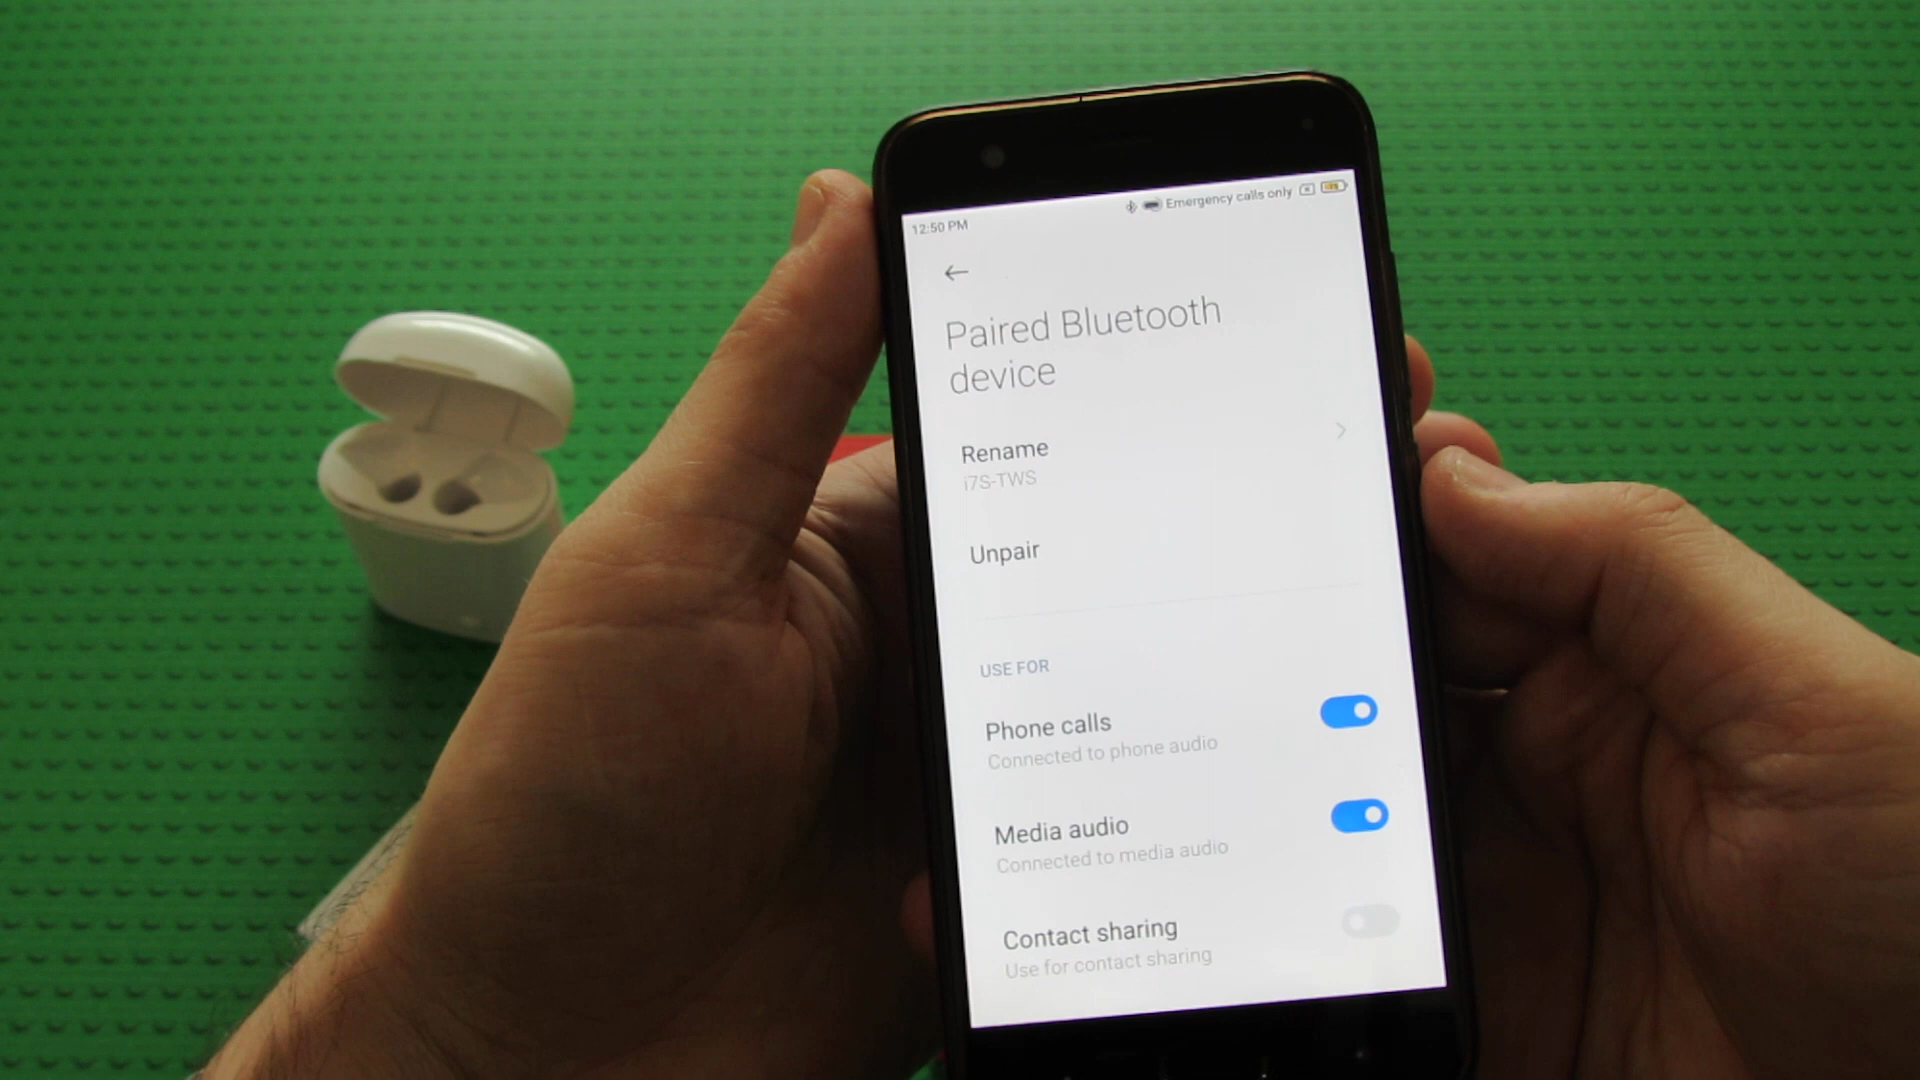 12:50 PM
Emergency calls only
Paired Bluetooth
device
Rename
i7S-TWS
Unpair
USE FOR
Phone calls
Connected to phone audio
Media audio
Connected to media audio
Contact sharing
Use for contact sharing